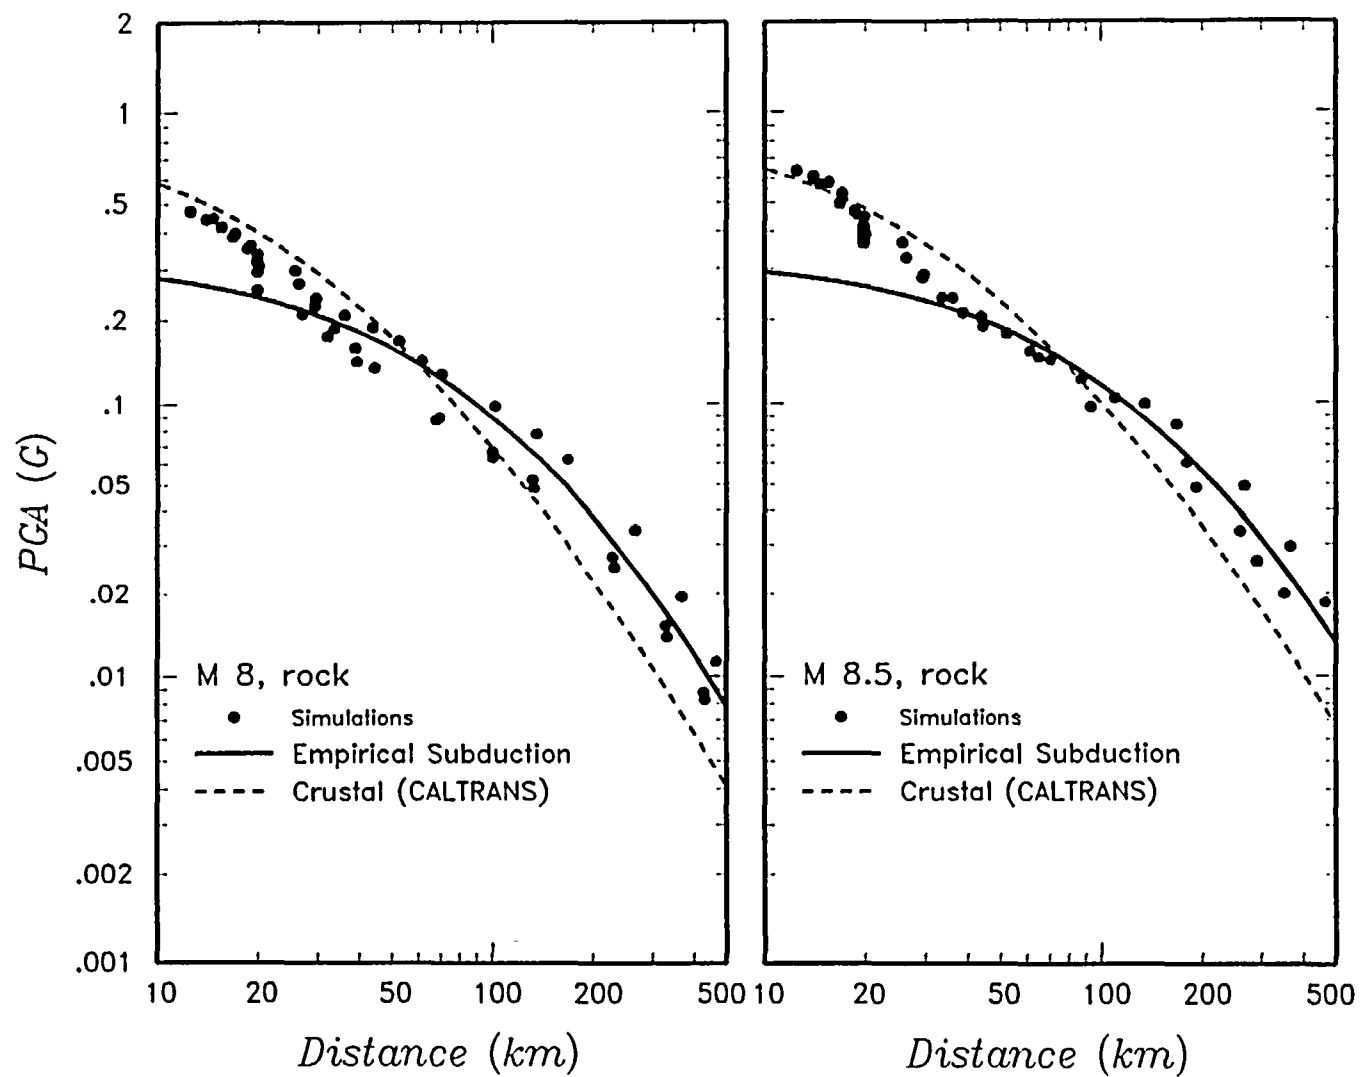 2
1
.5
.2
.1
.05
.02
.01
.005
.002
.001
PGA (G)
M 8, rock
Simulations
Empirical Subduction
Crustal (CALTRANS)
10 20 50 100 200 500
Distance (km)
M 8.5, rock
Simulations
Empirical Subduction
Crustal (CALTRANS)
10 20 50 100 200 500
Distance (km)